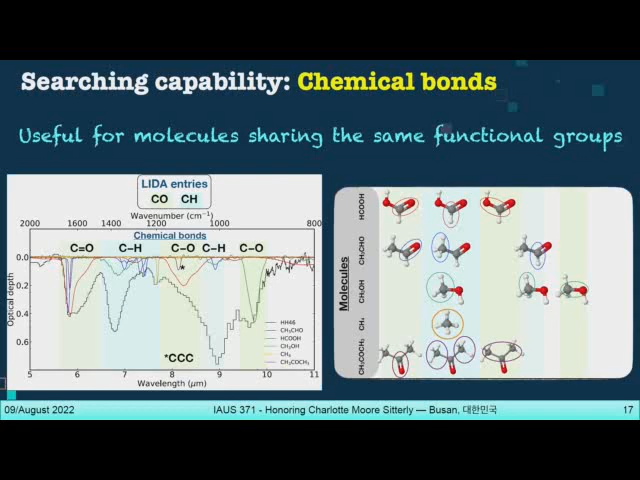 Searching capability: Chemical bonds
Useful for molecules sharing the same functional groups
LIDA entries
CO CH
Wavenumber (cm⁻¹)
2000 1600 1400 1200 1000 800
Chemical bonds
C=O C−H C−O C−H C−O
*
Optical depth
0.0
0.2
0.4
0.6
HH46
CH₃CHO
HCOOH
CH₃OH
CH₄
CH₃COCH₃
*CCC
5 6 7 8 9 10 11
Wavelength (μm)
Molecules
HCOOH
CH₃CHO
CH₃OH
CH₄
CH₃COCH₃
09/August 2022
IAUS 371 - Honoring Charlotte Moore Sitterly — Busan, 대한민국
17